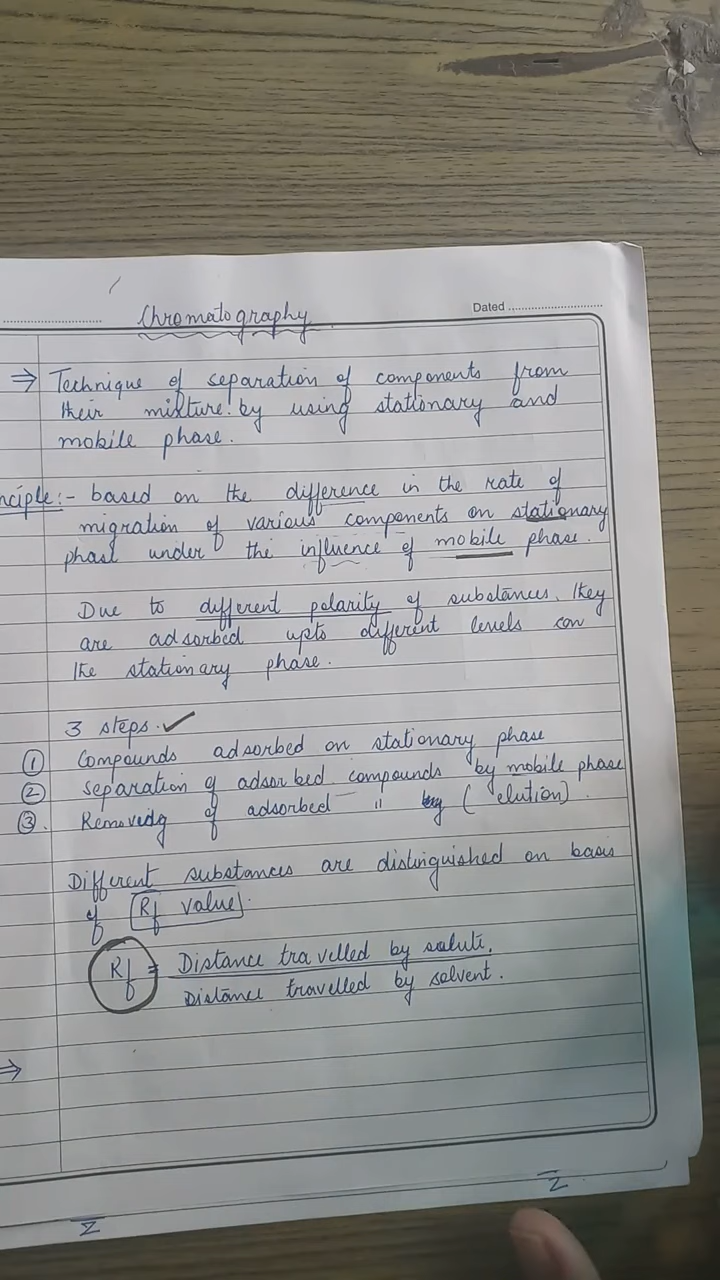 Chromatography
Dated
⇒ Technique of separation of components from
their mixture by using stationary and
mobile phase.
nciple:- based on the difference in the rate of
migration of various components on stationary
phase under the influence of mobile phase.
Due to different polarity of substances, they
are adsorbed upto different levels on
the stationary phase.
3 steps. ✓
① Compounds adsorbed on stationary phase
② Separation of adsorbed compounds by mobile phase
③. of adsorbed " (elution).
Different substances are distinguished on basis
of Rf value.
Rf = Distance travelled by solute.
Distance travelled by solvent.
⇒